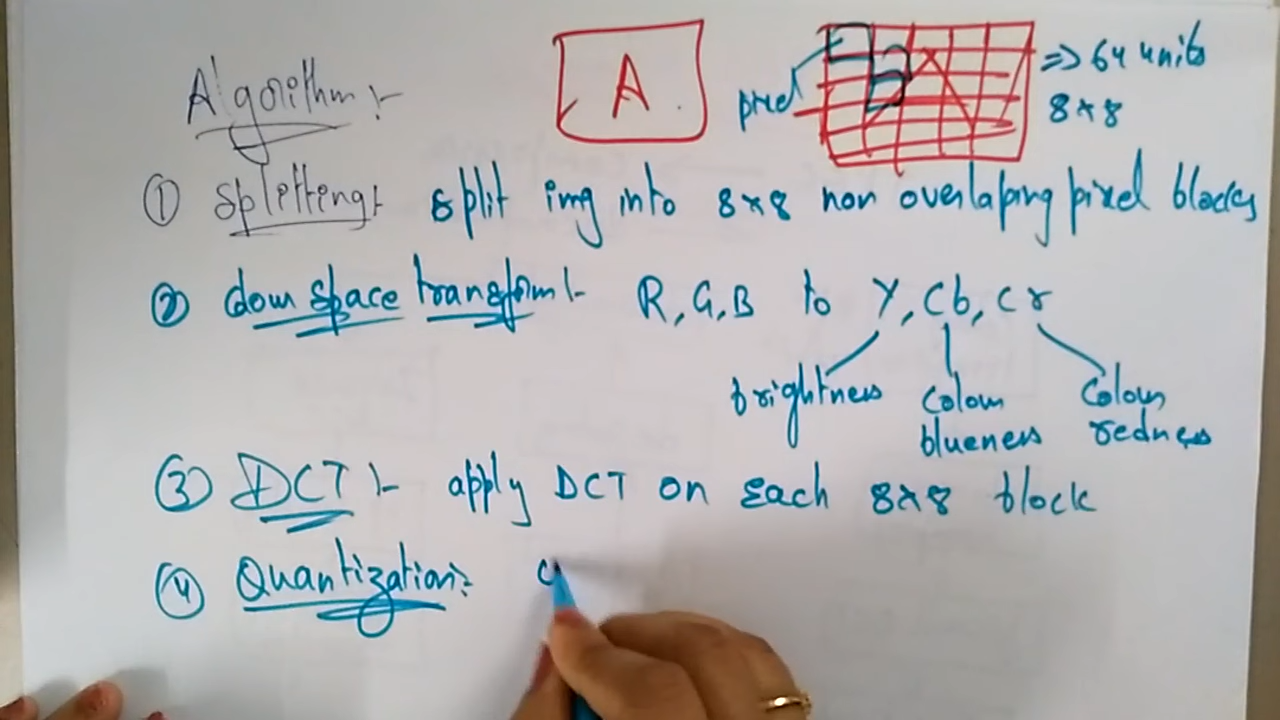 Algorithm:-
A
pixel
=> 64 units
8*8
① Splitting: split img into 8*8 non overlaping pixel blocks
② colour space transform:- R, G, B to Y, Cb, Cr
brightness colour blueness colour redness
③ DCT:- apply DCT on each 8*8 block
④ Quantization:-